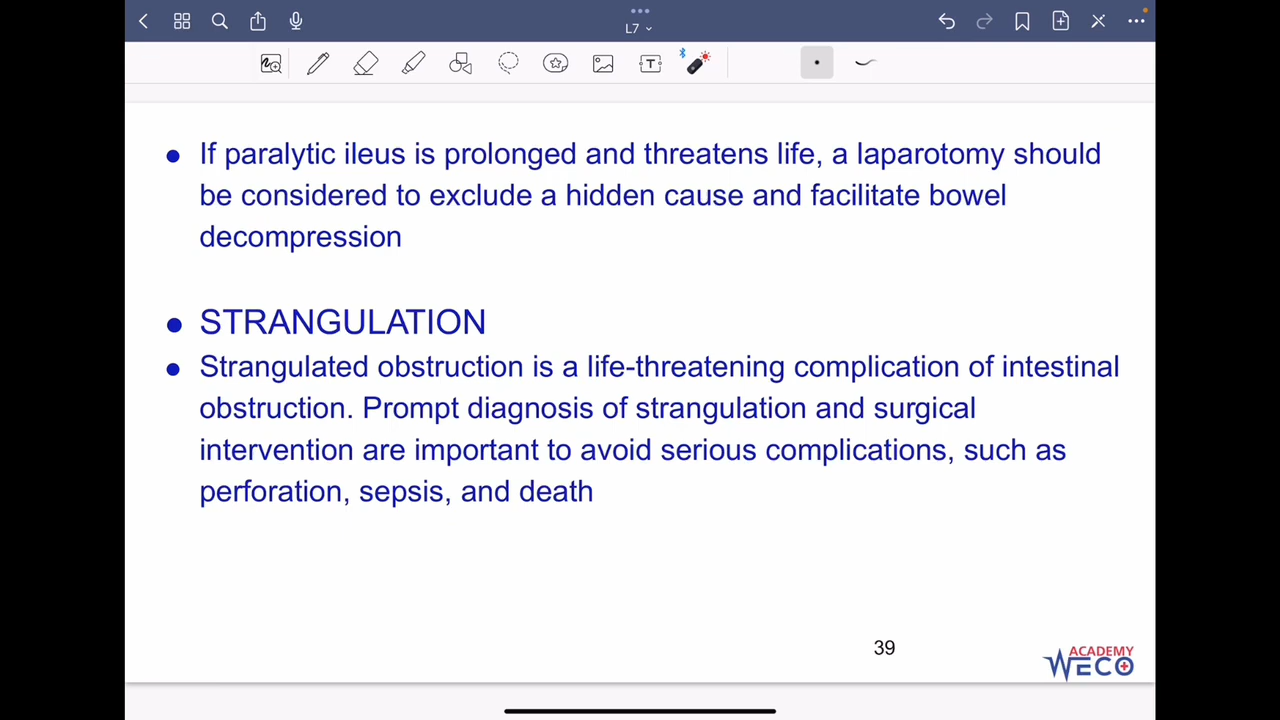 L7
• If paralytic ileus is prolonged and threatens life, a laparotomy should
be considered to exclude a hidden cause and facilitate bowel
decompression
• STRANGULATION
• Strangulated obstruction is a life-threatening complication of intestinal
obstruction. Prompt diagnosis of strangulation and surgical
intervention are important to avoid serious complications, such as
perforation, sepsis, and death
39
ACADEMY
WECO